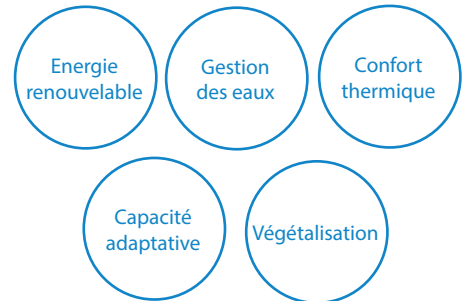 Energie
renouvelable
Gestion
des eaux
Confort
thermique
Capacité
adaptative
Végétalisation